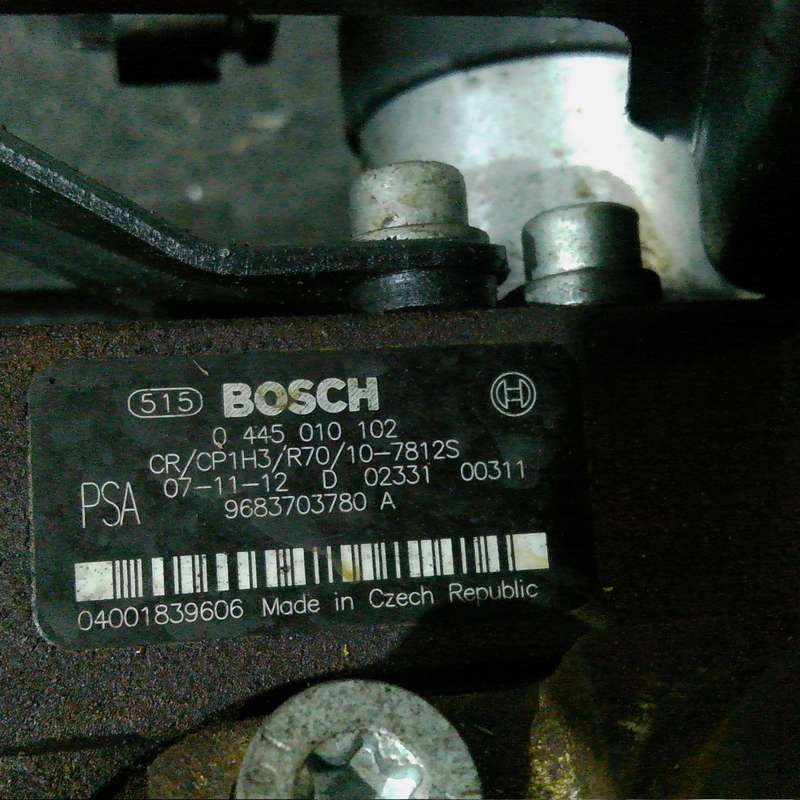 515 BOSCH
0 445 010 102
CR/CP1H3/R70/10-7812S
07-11-12 D 02331 00311
PSA 9683703780 A
04001839606 Made in Czech Republic